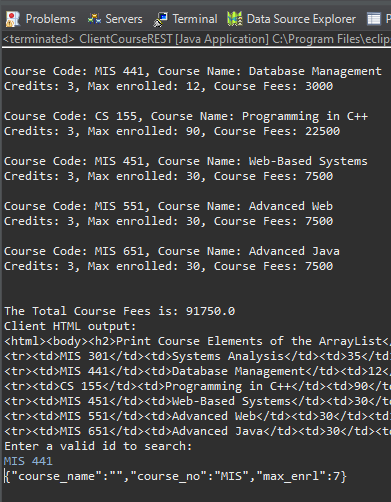 Problems Servers Terminal Data Source Explorer
<terminated> ClientCourseREST [Java Application] C:\Program Files\eclip
Course Code: MIS 441, Course Name: Database Management
Credits: 3, Max enrolled: 12, Course Fees: 3000
Course Code: CS 155, Course Name: Programming in C++
Credits: 3, Max enrolled: 90, Course Fees: 22500
Course Code: MIS 451, Course Name: Web-Based Systems
Credits: 3, Max enrolled: 30, Course Fees: 7500
Course Code: MIS 551, Course Name: Advanced Web
Credits: 3, Max enrolled: 30, Course Fees: 7500
Course Code: MIS 651, Course Name: Advanced Java
Credits: 3, Max enrolled: 30, Course Fees: 7500
The Total Course Fees is: 91750.0
Client HTML output:
<html><body><h2>Print Course Elements of the ArrayList</
<tr><td>MIS 301</td><td>Systems Analysis</td><td>35</td>
<tr><td>MIS 441</td><td>Database Management</td><td>12</
<tr><td>CS 155</td><td>Programming in C++</td><td>90</td
<tr><td>MIS 451</td><td>Web-Based Systems</td><td>30</td
<tr><td>MIS 551</td><td>Advanced Web</td><td>30</td><td>
<tr><td>MIS 651</td><td>Advanced Java</td><td>30</td><td
Enter a valid id to search:
MIS 441
{"course_name":"","course_no":"MIS","max_enrl":7}